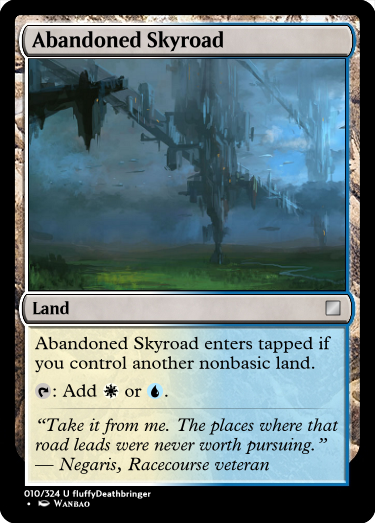 Abandoned Skyroad
Land
Abandoned Skyroad enters tapped if
you control another nonbasic land.
: Add or .
“Take it from me. The places where that
road leads were never worth pursuing.”
— Negaris, Racecourse veteran
010/324 U fluffyDeathbringer
• WANBAO